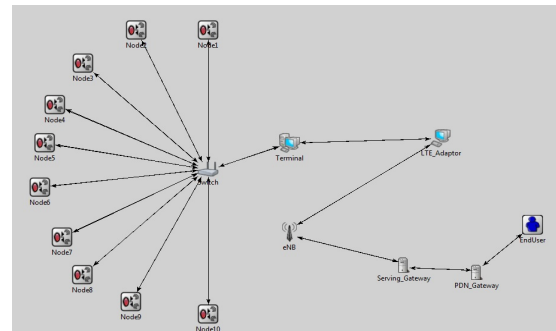 Node2
Node1
Node3
Node4
Node5
Node6
Node7
Node8
Node9
Node10
Switch
Terminal
LTE_Adaptor
eNB
Serving_Gateway
PDN_Gateway
EndUser